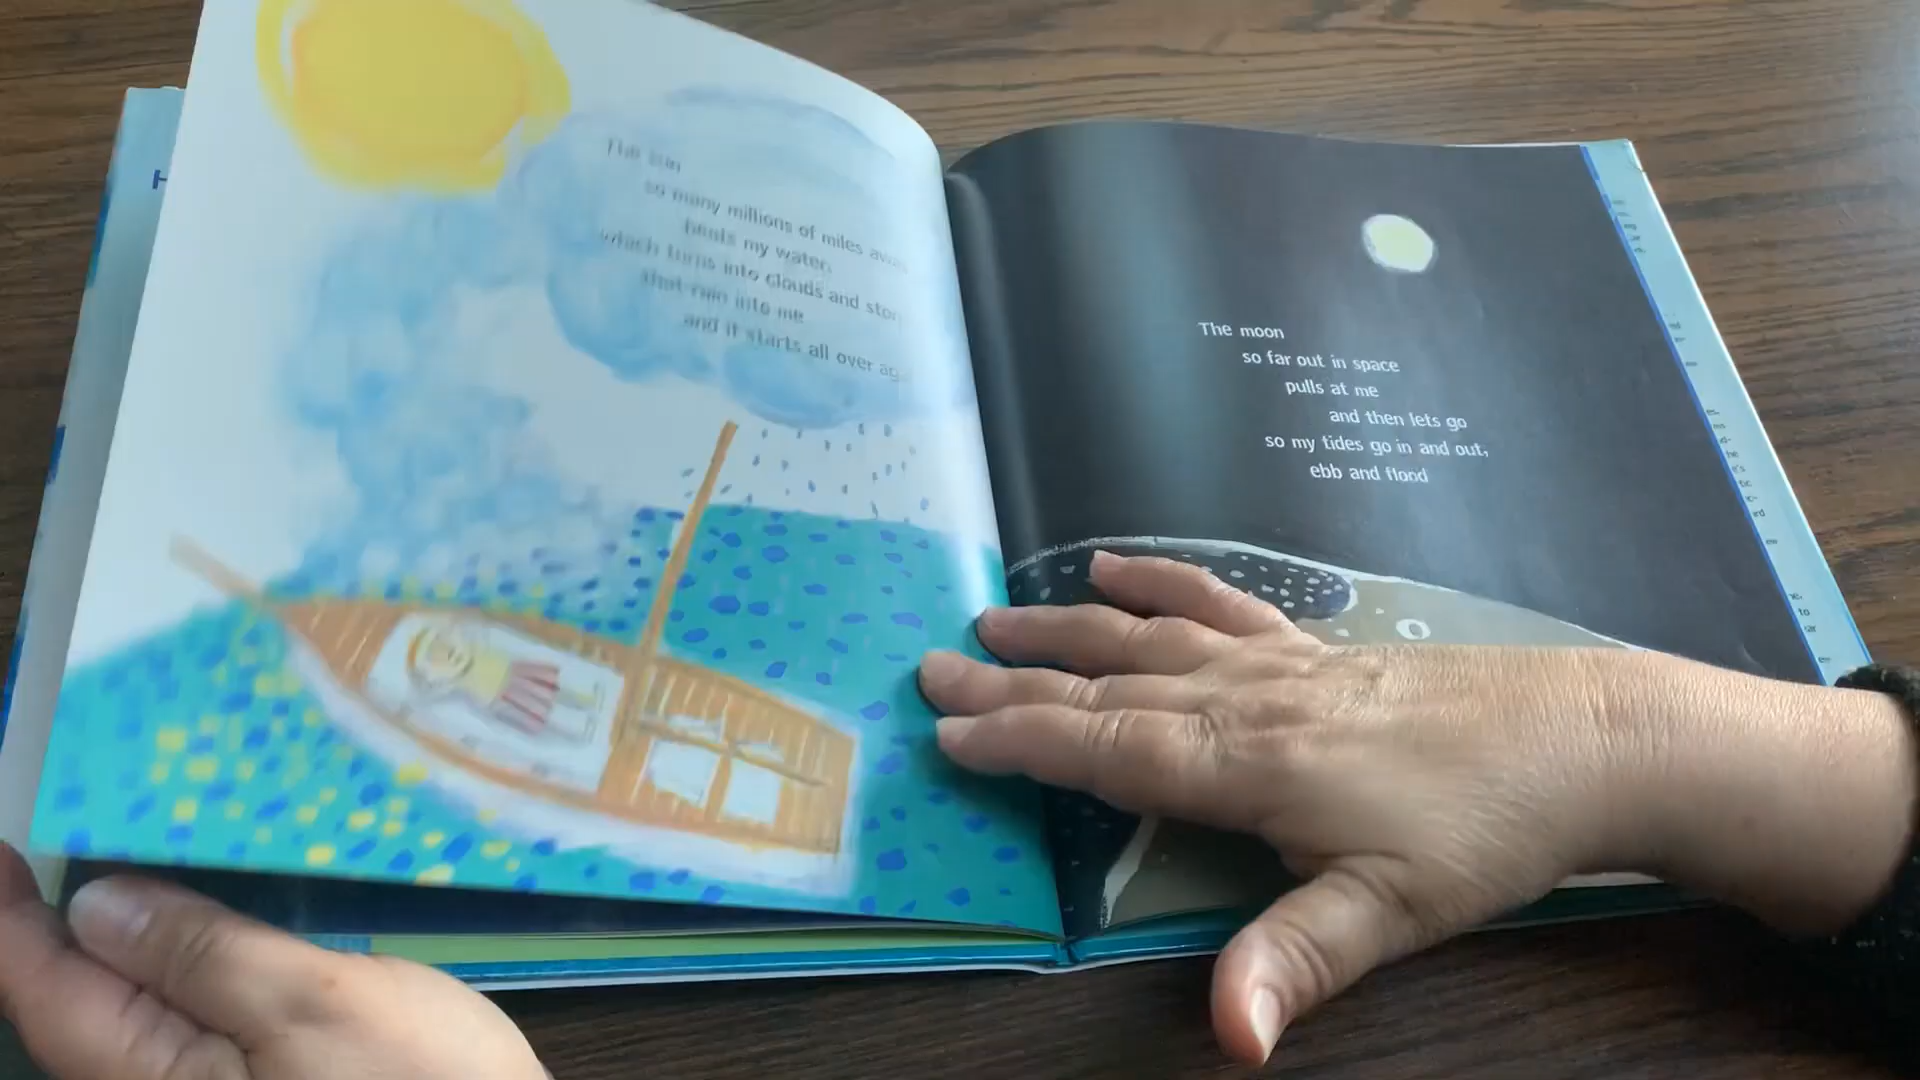 H
The sun
so many millions of miles away
heats my water,
which turns into clouds and
that rain into me
and it starts all over
The moon
so far out in space
pulls at me
and then lets go
so my tides go in and out,
ebb and flood